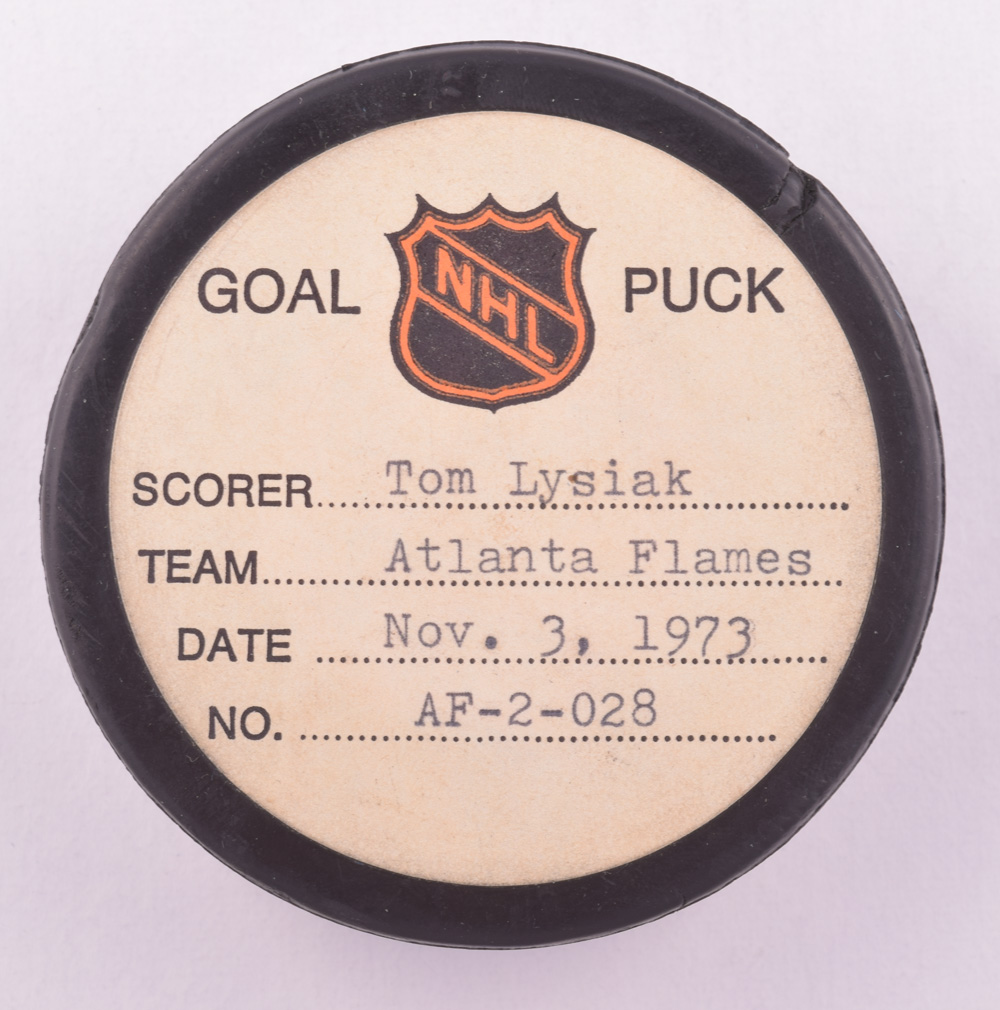 GOAL NHL PUCK
SCORER.... Tom Lysiak
TEAM.... Atlanta Flames
DATE .... Nov. 3, 1973
NO. .... AF-2-028